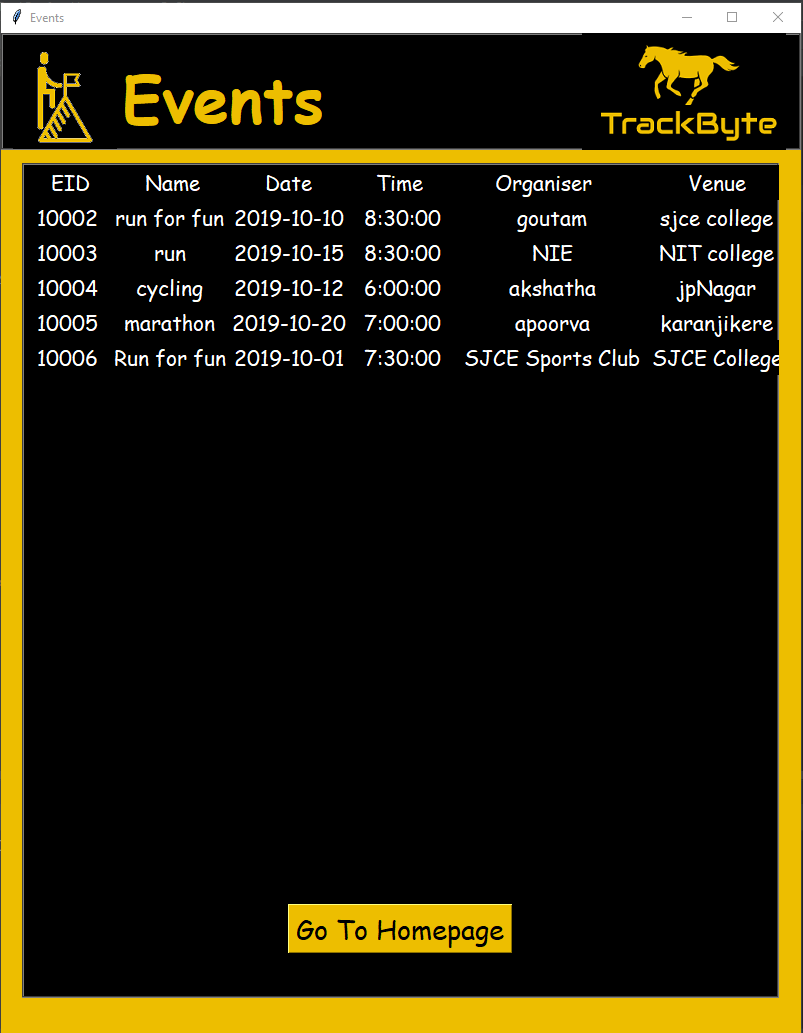 Events
Events
TrackByte
EID Name Date Time Organiser Venue
10002 run for fun 2019-10-10 8:30:00 goutam sjce college
10003 run 2019-10-15 8:30:00 NIE NIT college
10004 cycling 2019-10-12 6:00:00 akshatha jpNagar
10005 marathon 2019-10-20 7:00:00 apoorva karanjikere
10006 Run for fun 2019-10-01 7:30:00 SJCE Sports Club SJCE College
Go To Homepage